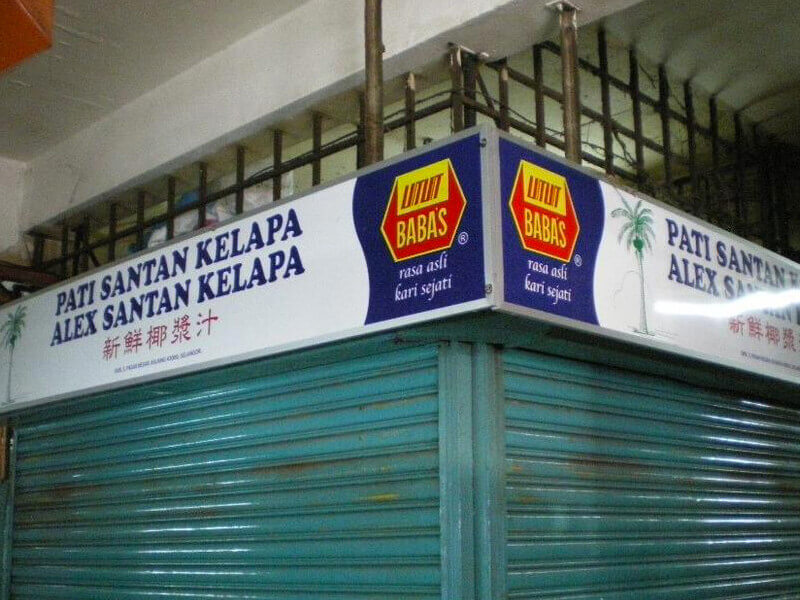 PATI SANTAN KELAPA
ALEX SANTAN KELAPA
新鮮椰漿汁
SELANGOR.
BABA'S
®
rasa asli
kari sejati
BABA'S
®
rasa asli
kari sejati
PATI SANTAN K
ALEX SANTAN
新鮮椰漿